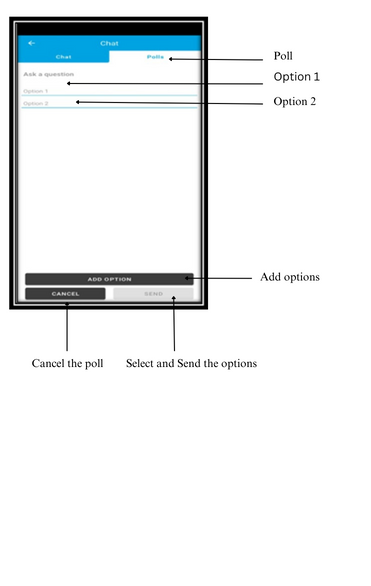 Chat
Chat Polls
Poll
Ask a question
Option 1
Option 1
Option 2
Option 2
ADD OPTION
Add options
CANCEL SEND
Cancel the poll Select and Send the options